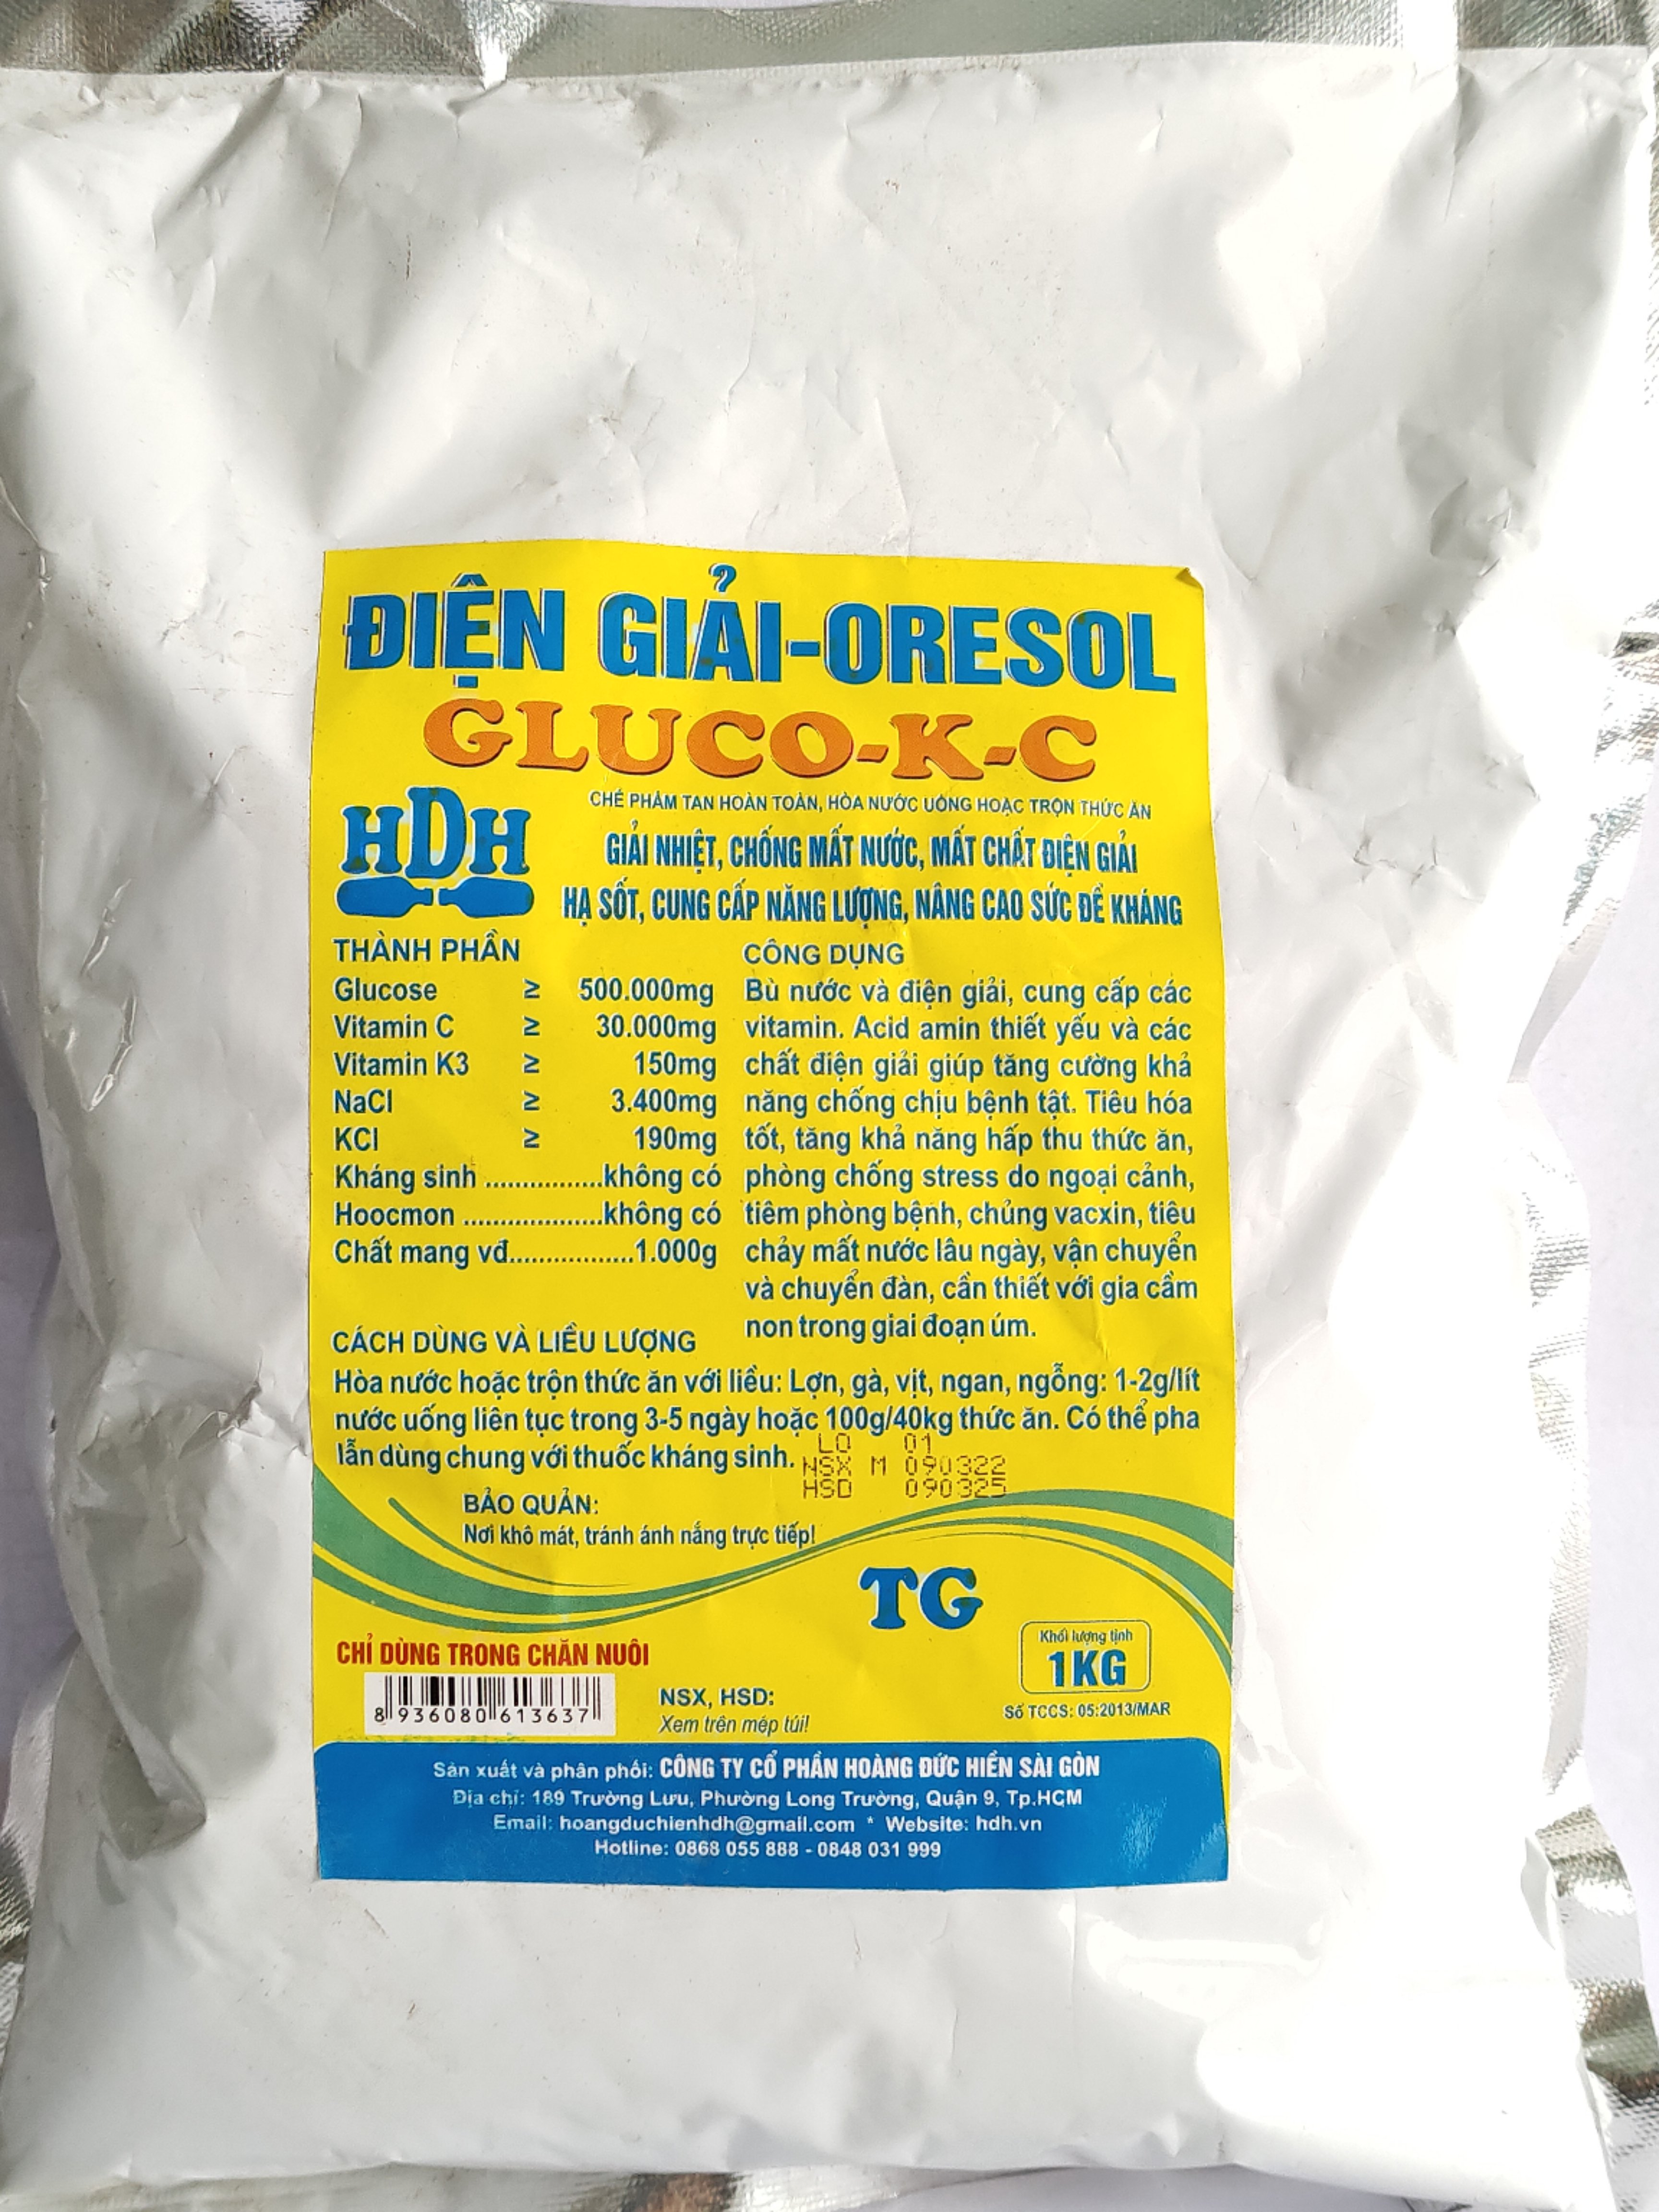 ĐIỆN GIẢI-ORESOL
GLUCO-K-C
HDH
CHẾ PHẨM TAN HOÀN TOÀN, HÒA NƯỚC UỐNG HOẶC TRỘN THỨC ĂN
GIẢI NHIỆT, CHỐNG MẤT NƯỚC, MẤT CHẤT ĐIỆN GIẢI
HẠ SỐT, CUNG CẤP NĂNG LƯỢNG, NÂNG CAO SỨC ĐỀ KHÁNG
THÀNH PHẦN
Glucose ≥ 500.000mg
Vitamin C ≥ 30.000mg
Vitamin K3 ≥ 150mg
NaCl ≥ 3.400mg
KCl ≥ 190mg
Kháng sinh ................không có
Hoocmon ...................không có
Chất mang vđ.................1.000g
CÔNG DỤNG
Bù nước và điện giải, cung cấp các
vitamin. Acid amin thiết yếu và các
chất điện giải giúp tăng cường khả
năng chống chịu bệnh tật. Tiêu hóa
tốt, tăng khả năng hấp thu thức ăn,
phòng chống stress do ngoại cảnh,
tiêm phòng bệnh, chủng vacxin, tiêu
chảy mất nước lâu ngày, vận chuyển
và chuyển đàn, cần thiết với gia cầm
non trong giai đoạn úm.
CÁCH DÙNG VÀ LIỀU LƯỢNG
Hòa nước hoặc trộn thức ăn với liều: Lợn, gà, vịt, ngan, ngỗng: 1-2g/lít
nước uống liên tục trong 3-5 ngày hoặc 100g/40kg thức ăn. Có thể pha
lẫn dùng chung với thuốc kháng sinh.
LO 01
NSX M 090322
HSD 090325
BẢO QUẢN:
Nơi khô mát, tránh ánh nắng trực tiếp!
TG
Khối lượng tịnh
1KG
Số TCCS: 05:2013/MAR
CHỈ DÙNG TRONG CHĂN NUÔI
8 936080 613637
NSX, HSD:
Xem trên mép túi!
Sản xuất và phân phối: CÔNG TY CỔ PHẦN HOÀNG ĐỨC HIỀN SÀI GÒN
Địa chỉ: 189 Trường Lưu, Phường Long Trường, Quận 9, Tp.HCM
Email: hoangduchienhdh@gmail.com * Website: hdh.vn
Hotline: 0868 055 888 - 0848 031 999